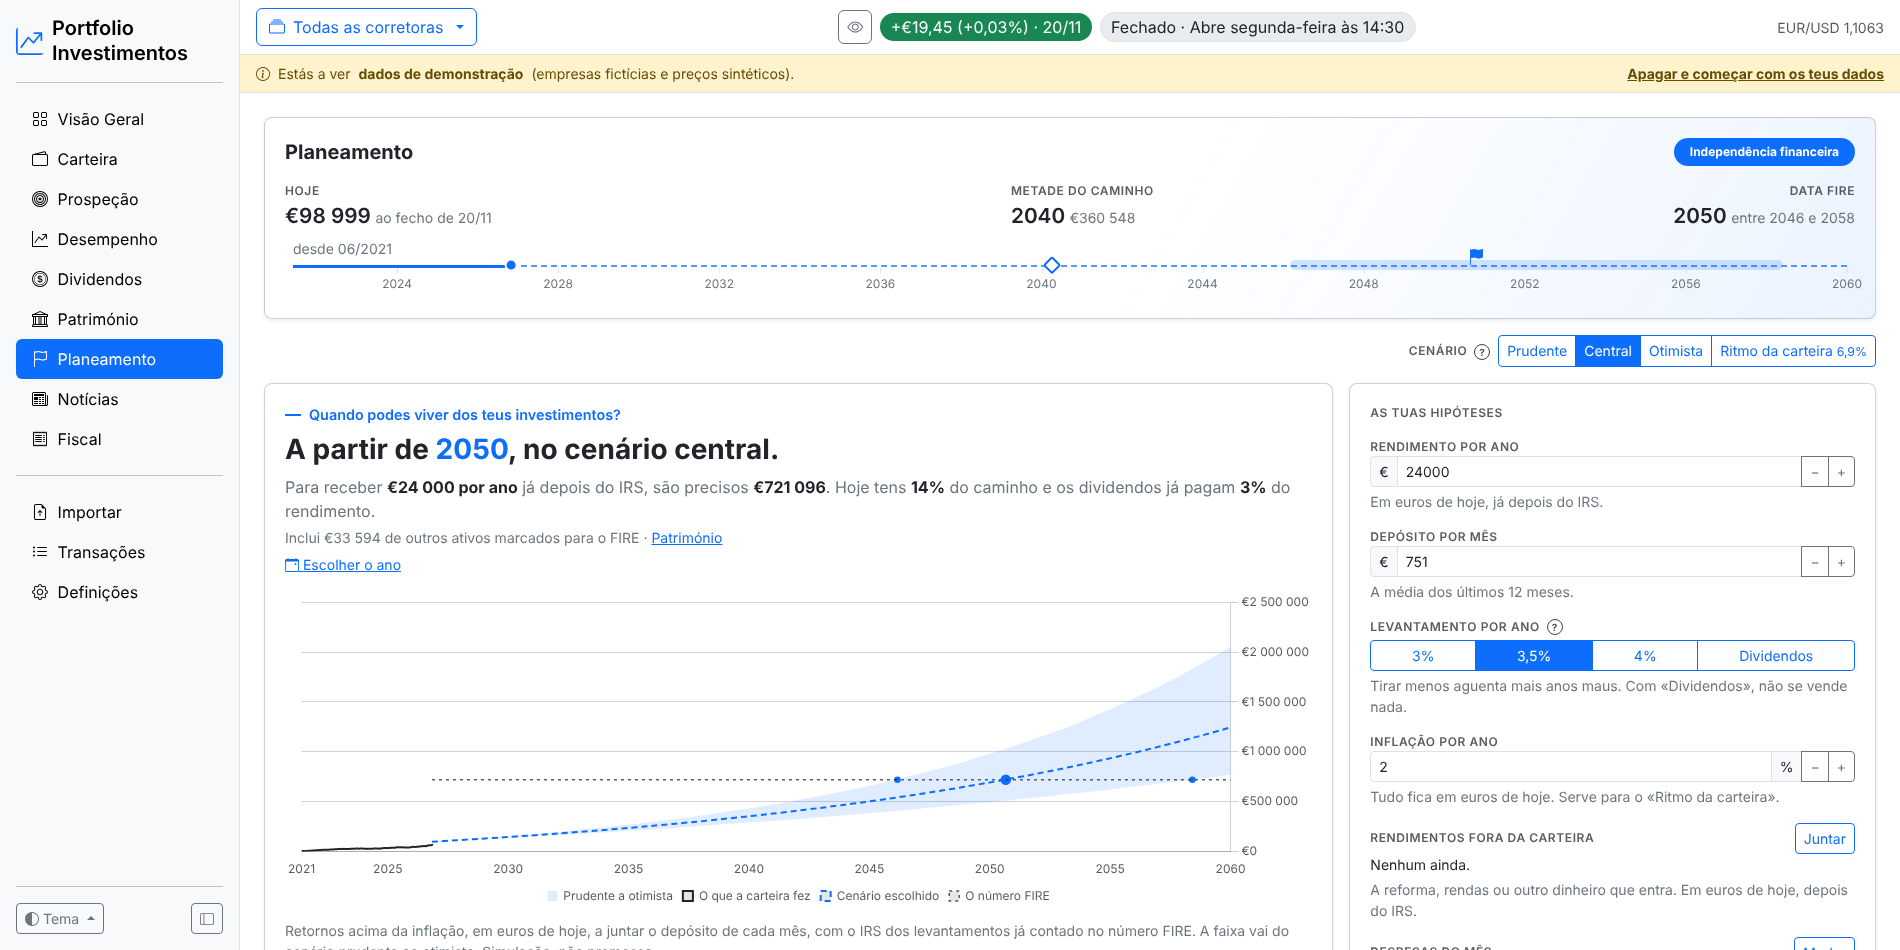 Portfolio
Investimentos
Visão Geral
Carteira
Prospeção
Desempenho
Dividendos
Património
Planeamento
Notícias
Fiscal
Importar
Transações
Definições
Tema
Todas as corretoras
+€19,45 (+0,03%) · 20/11
Fechado · Abre segunda-feira às 14:30
EUR/USD 1,1063
Estás a ver dados de demonstração (empresas fictícias e preços sintéticos).
Apagar e começar com os teus dados
Planeamento
Independência financeira
HOJE
€98 999 ao fecho de 20/11
METADE DO CAMINHO
2040 €360 548
DATA FIRE
2050 entre 2046 e 2058
desde 06/2021
2024 2028 2032 2036 2040 2044 2048 2052 2056 2060
CENÁRIO ? Prudente Central Otimista Ritmo da carteira 6,9%
Quando podes viver dos teus investimentos?
A partir de 2050, no cenário central.
Para receber €24 000 por ano já depois do IRS, são precisos €721 096. Hoje tens 14% do caminho e os dividendos já pagam 3% do
rendimento.
Inclui €33 594 de outros ativos marcados para o FIRE · Património
Escolher o ano
€2 500 000
€2 000 000
€1 500 000
€1 000 000
€500 000
€0
2021 2025 2030 2035 2040 2045 2050 2055 2060
Prudente a otimista O que a carteira fez Cenário escolhido O número FIRE
Retornos acima da inflação, em euros de hoje, a juntar o depósito de cada mês, com o IRS dos levantamentos já contado no número FIRE. A faixa vai do
AS TUAS HIPÓTESES
RENDIMENTO POR ANO
€ 24000 − +
Em euros de hoje, já depois do IRS.
DEPÓSITO POR MÊS
€ 751 − +
A média dos últimos 12 meses.
LEVANTAMENTO POR ANO ?
3% 3,5% 4% Dividendos
Tirar menos aguenta mais anos maus. Com «Dividendos», não se vende
nada.
INFLAÇÃO POR ANO
2 % − +
Tudo fica em euros de hoje. Serve para o «Ritmo da carteira».
RENDIMENTOS FORA DA CARTEIRA
Juntar
Nenhum ainda.
A reforma, rendas ou outro dinheiro que entra. Em euros de hoje, depois
do IRS.